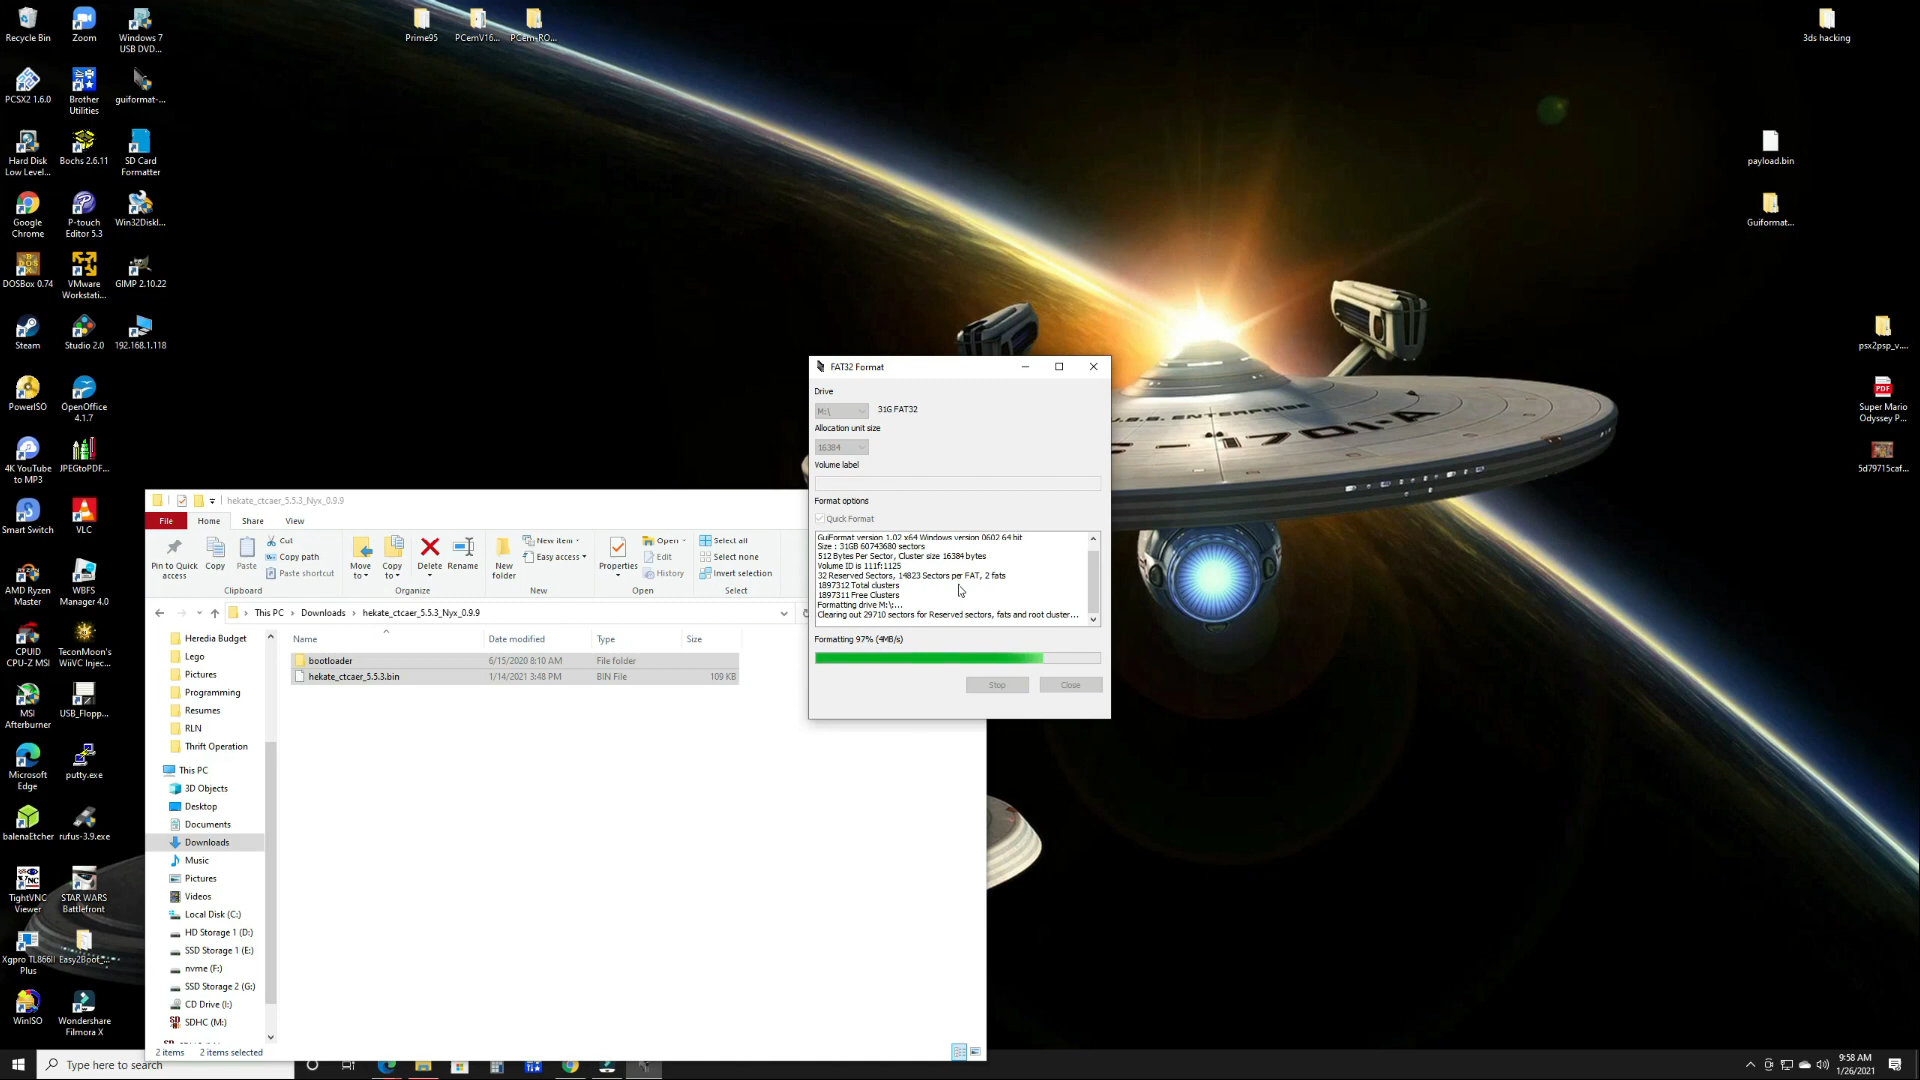 Recycle Bin
Zoom
Windows 7
USB DVD...
PCSX2 1.6.0
Brother
Utilities
guiformat-...
Hard Disk
Low Level...
Bochs 2.6.11
SD Card
Formatter
Google
Chrome
P-touch
Editor 5.3
Win32DiskI...
DOSBox 0.74
VMware
Workstati...
GIMP 2.10.22
Steam
Studio 2.0
192.168.1.118
PowerISO
OpenOffice
4.1.7
4K YouTube
to MP3
JPEGtoPDF...
Smart Switch
VLC
AMD Ryzen
Master
WBFS
Manager 4.0
CPUID
CPU-Z MSI
TeconMoon's
WiiVC Injec...
MSI
Afterburner
USB_Flopp...
Microsoft
Edge
putty.exe
balenaEtcher
rufus-3.9.exe
TightVNC
Viewer
STAR WARS
Battlefront
Xgpro TL866II
Plus
Easy2Boot_...
WinISO
Wondershare
Filmora X
Prime95
PCemV16...
PCem-RO...
3ds hacking
payload.bin
Guiformat...
psx2psp_v....
Super Mario
Odyssey P...
5d79715caf...
hekate_ctcaer_5.5.3_Nyx_0.9.9
File
Home
Share
View
Pin to Quick
access
Copy
Paste
Cut
Copy path
Paste shortcut
Clipboard
Move
to
Copy
to
Delete
Rename
Organize
New
folder
New item
Easy access
New
Properties
Open
Edit
History
Open
Select all
Select none
Invert selection
Select
This PC
Downloads
hekate_ctcaer_5.5.3_Nyx_0.9.9
Heredia Budget
Lego
Pictures
Programming
Resumes
RLN
Thrift Operation
This PC
3D Objects
Desktop
Documents
Downloads
Music
Pictures
Videos
Local Disk (C:)
HD Storage 1 (D:)
SSD Storage 1 (E:)
nvme (F:)
SSD Storage 2 (G:)
CD Drive (I:)
SDHC (M:)
Name
Date modified
Type
Size
bootloader
6/15/2020 8:10 AM
File folder
hekate_ctcaer_5.5.3.bin
1/14/2021 3:48 PM
BIN File
109 KB
2 items
2 items selected
FAT32 Format
Drive
M:\
31G FAT32
Allocation unit size
16384
Volume label
Format options
Quick Format
GuiFormat version 1.02 x64 Windows version 0602 64 bit
Size : 31GB 60743680 sectors
512 Bytes Per Sector, Cluster size 16384 bytes
Volume ID is 111f:1125
32 Reserved Sectors, 14823 Sectors per FAT, 2 fats
1897312 Total clusters
1897311 Free Clusters
Formatting drive M:\:...
Clearing out 29710 sectors for Reserved sectors, fats and root cluster...
Formatting 97% (4MB/s)
Stop
Close
U.S.S. ENTERPRISE
-1701-A
Type here to search
9:58 AM
1/26/2021